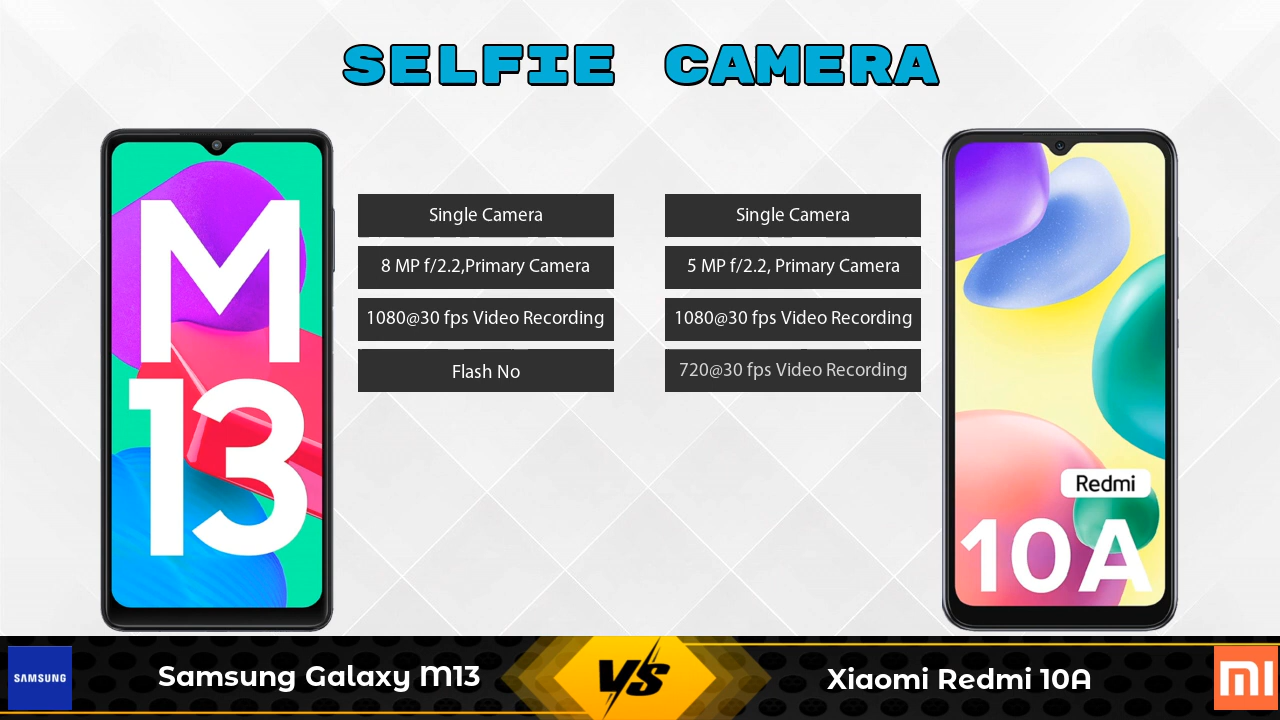 SELFIE CAMERA
M
13
Single Camera
8 MP f/2.2,Primary Camera
1080@30 fps Video Recording
Flash No
Single Camera
5 MP f/2.2, Primary Camera
1080@30 fps Video Recording
720@30 fps Video Recording
Redmi
10A
SAMSUNG
Samsung Galaxy M13
VS
Xiaomi Redmi 10A
MI